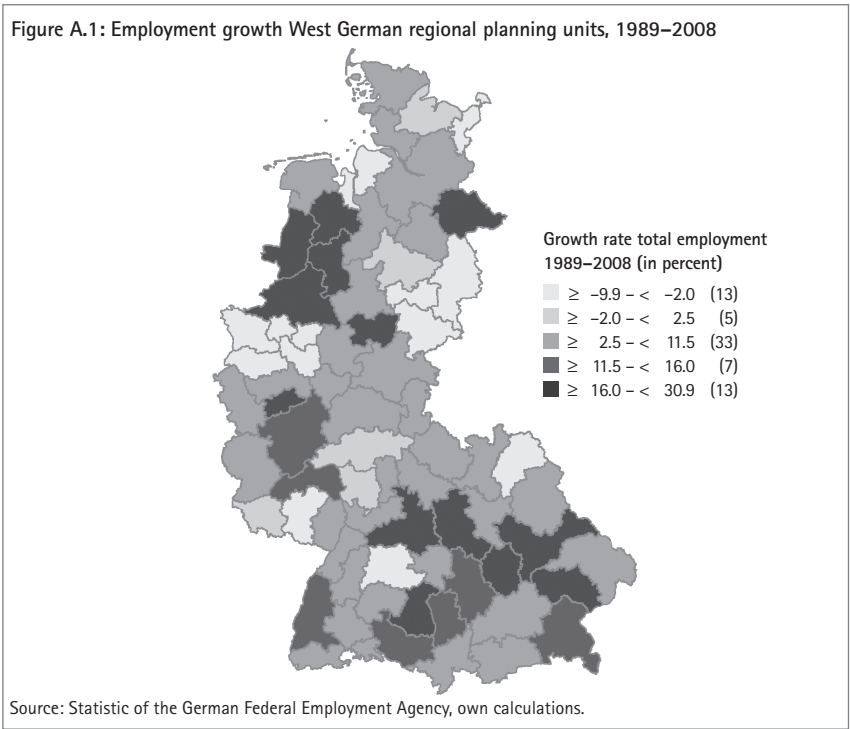 Figure A.1: Employment growth West German regional planning units, 1989–2008
Growth rate total employment
1989–2008 (in percent)
≥ –9.9 – < –2.0 (13)
≥ –2.0 – < 2.5 (5)
≥ 2.5 – < 11.5 (33)
≥ 11.5 – < 16.0 (7)
≥ 16.0 – < 30.9 (13)
Source: Statistic of the German Federal Employment Agency, own calculations.